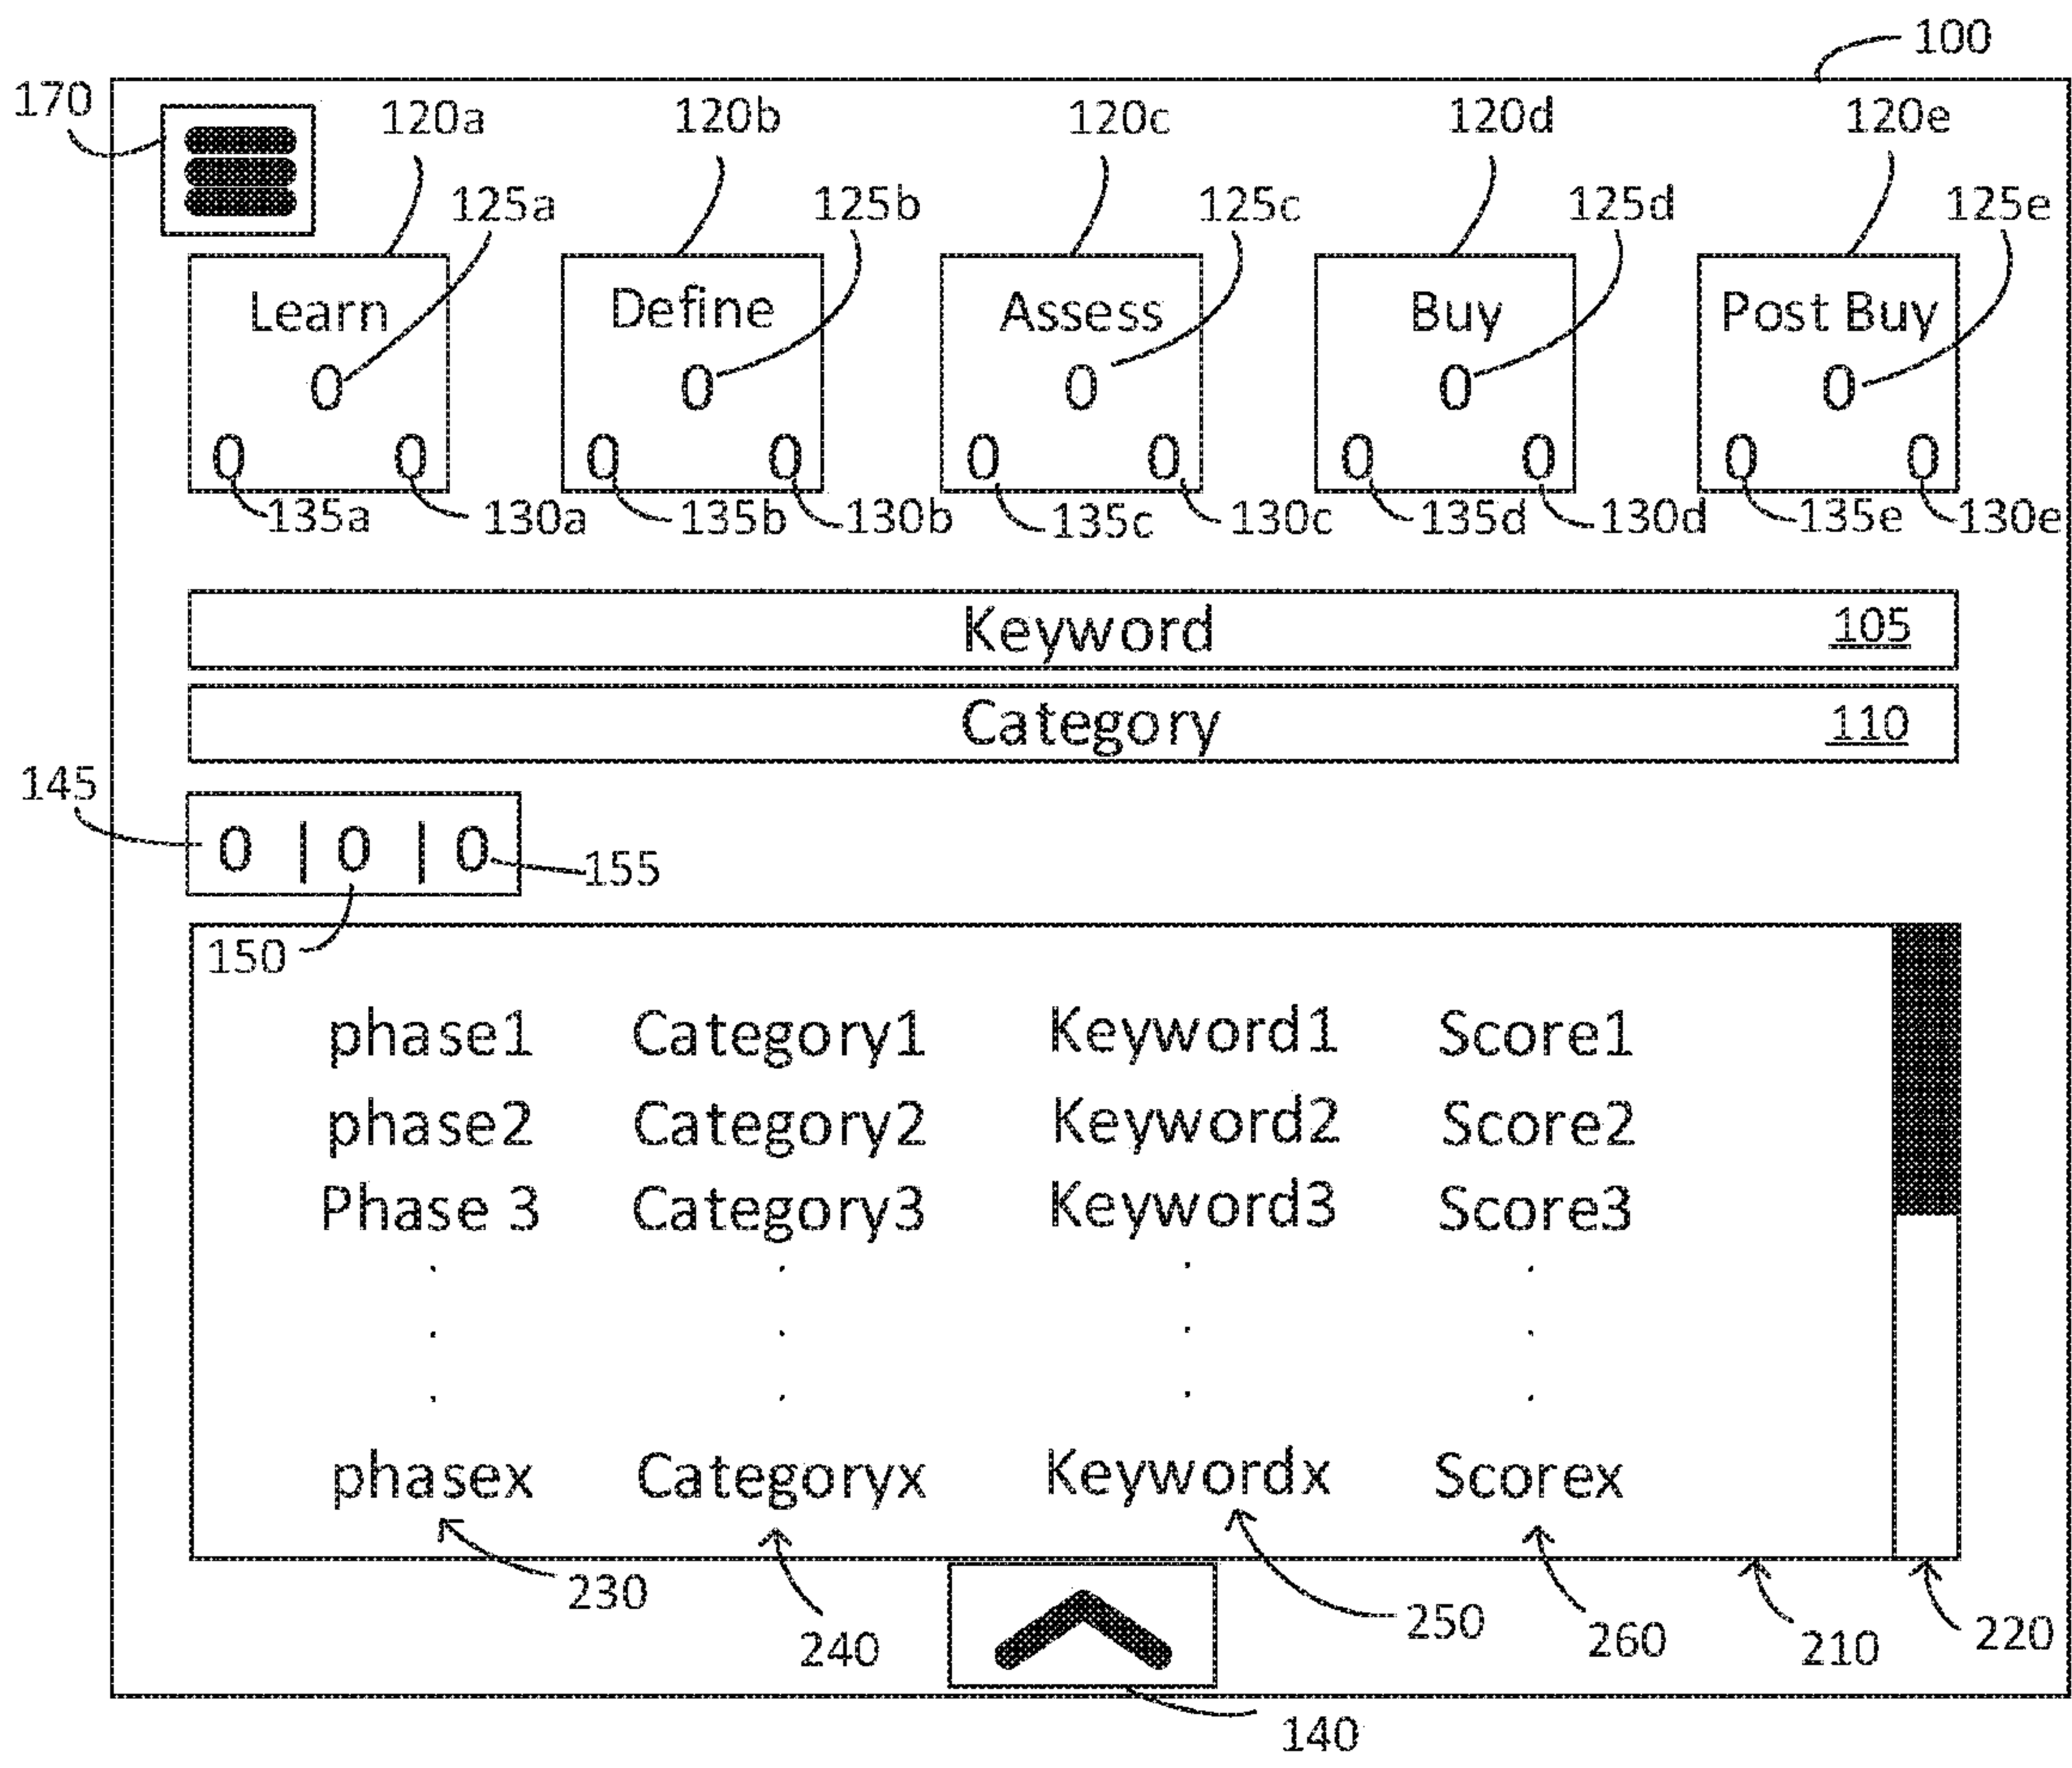 100
170 120a 120b 120c 120d 120e
125a 125b 125c 125d 125e
Learn Define Assess Buy Post Buy
0 0 0 0 0
0 0 0 0 0 0 0 0 0 0
135a 130a 135b 130b 135c 130c 135d 130d 135e 130e
Keyword 105
Category 110
145
0 | 0 | 0
155
150
phase1 Category1 Keyword1 Score1
phase2 Category2 Keyword2 Score2
Phase 3 Category3 Keyword3 Score3
. . . .
. . . .
. . . .
phasex Categoryx Keywordx Scorex
230 240 250 260 210 220
140